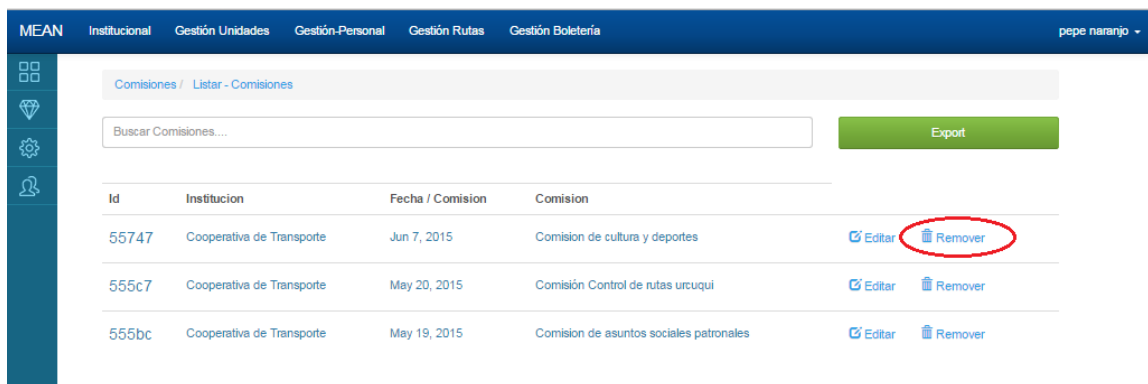 MEAN Institucional Gestión Unidades Gestión-Personal Gestión Rutas Gestión Boletería pepe naranjo
Comisiones / Listar - Comisiones
Buscar Comisiones.... Export
Id Institucion Fecha / Comision Comision
55747 Cooperativa de Transporte Jun 7, 2015 Comision de cultura y deportes Editar Remover
555c7 Cooperativa de Transporte May 20, 2015 Comisión Control de rutas urcuqui Editar Remover
555bc Cooperativa de Transporte May 19, 2015 Comision de asuntos sociales patronales Editar Remover